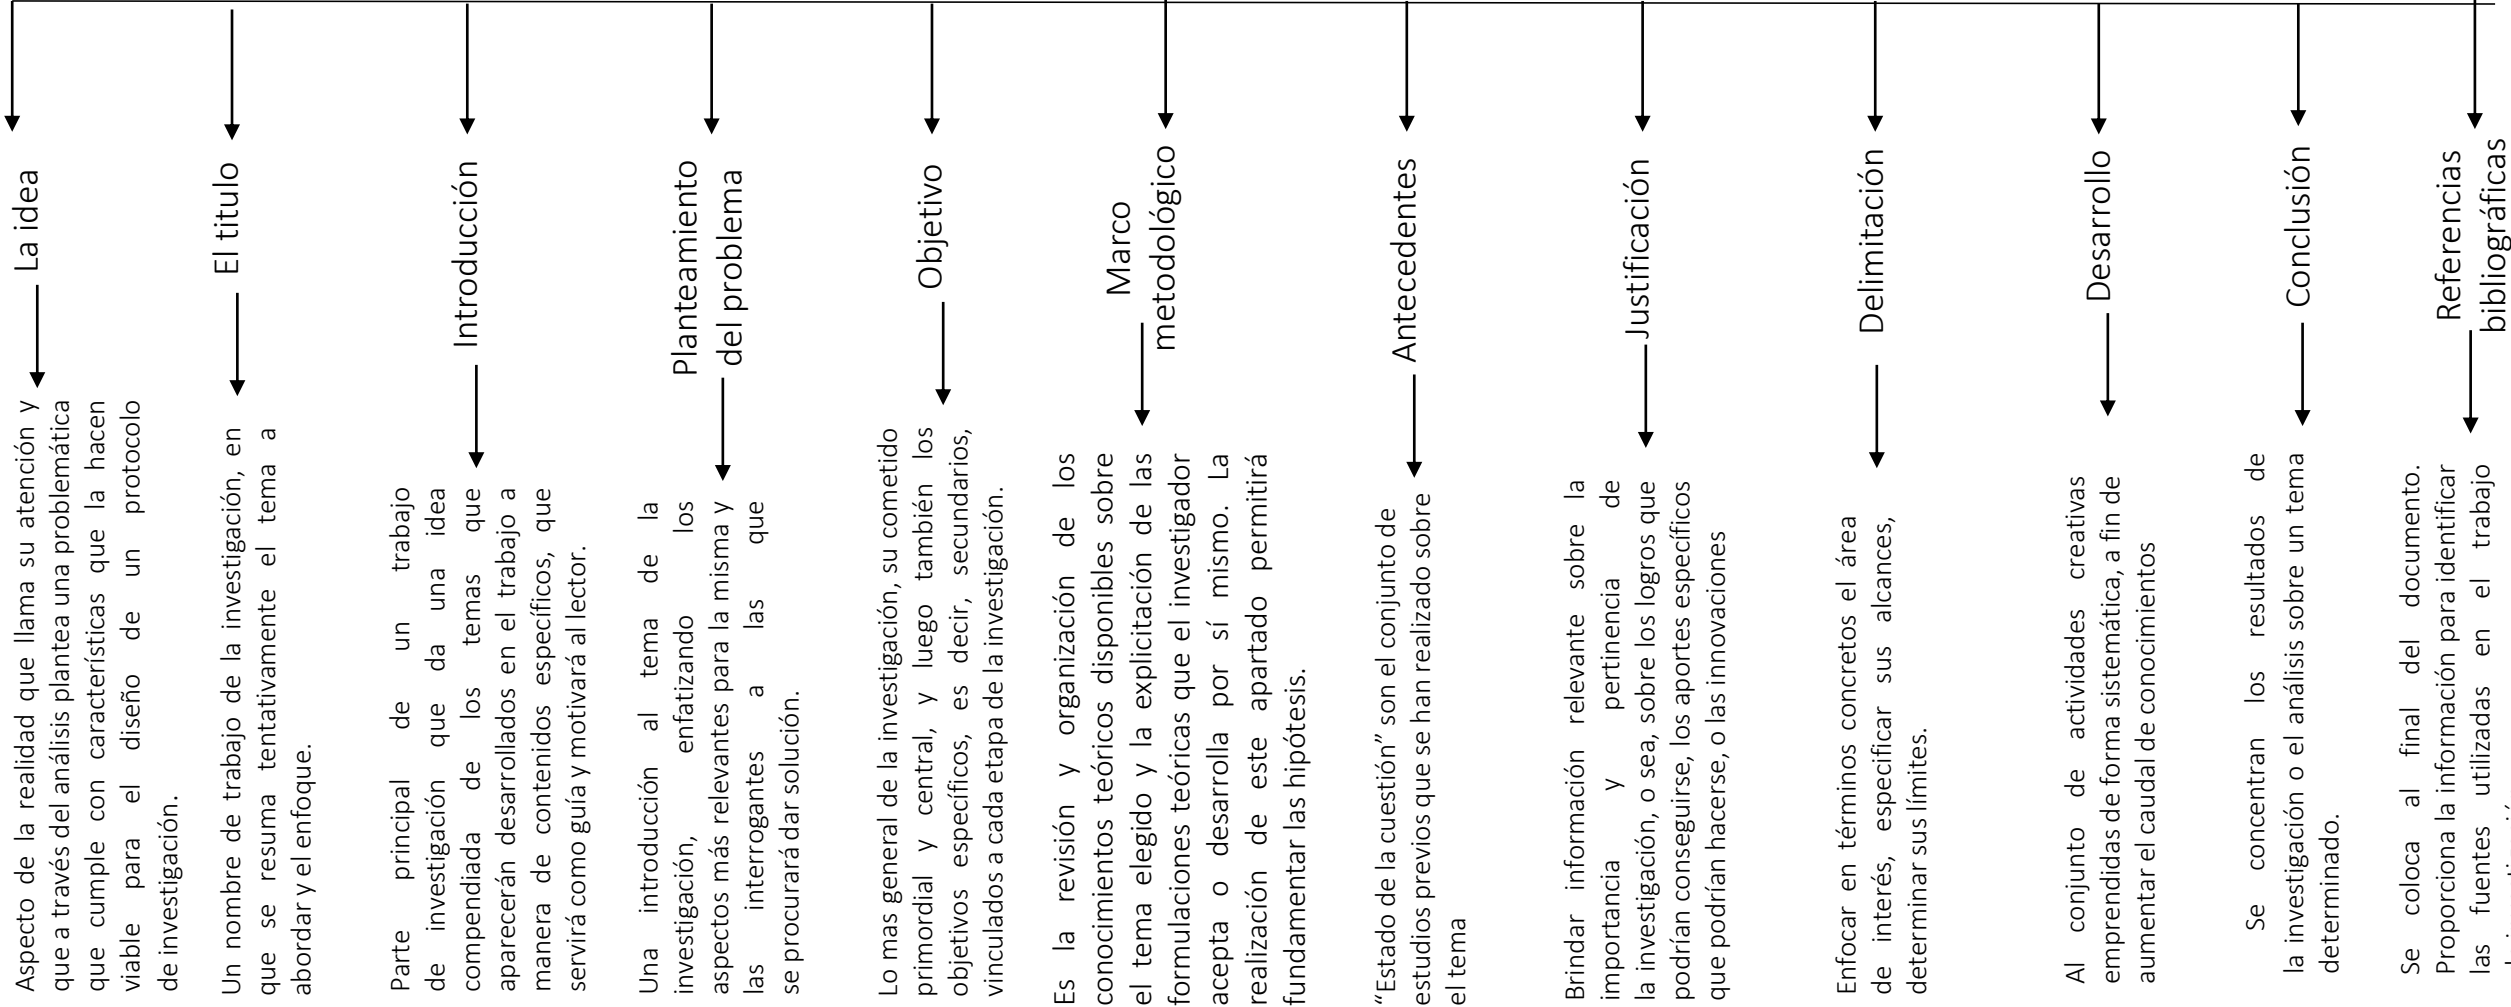 La idea
Aspecto de la realidad que llama su atención y
que a través del análisis plantea una problemática
que cumple con características que la hacen
viable para el diseño de un protocolo
de investigación.
El titulo
Un nombre de trabajo de la investigación, en
que se resuma tentativamente el tema a
abordar y el enfoque.
Introducción
Parte principal de un trabajo
de investigación que da una idea
compendiada de los temas que
aparecerán desarrollados en el trabajo a
manera de contenidos específicos, que
servirá como guía y motivará al lector.
Planteamiento
del problema
Una introducción al tema de la
investigación, enfatizando los
aspectos más relevantes para la misma y
las interrogantes a las que
se procurará dar solución.
Objetivo
Lo mas general de la investigación, su cometido
primordial y central, y luego también los
objetivos específicos, es decir, secundarios,
vinculados a cada etapa de la investigación.
Marco
metodológico
Es la revisión y organización de los
conocimientos teóricos disponibles sobre
el tema elegido y la explicitación de las
formulaciones teóricas que el investigador
acepta o desarrolla por sí mismo. La
realización de este apartado permitirá
fundamentar las hipótesis.
Antecedentes
“Estado de la cuestión” son el conjunto de
estudios previos que se han realizado sobre
el tema
Justificación
Brindar información relevante sobre la
importancia y pertinencia de
la investigación, o sea, sobre los logros que
podrían conseguirse, los aportes específicos
que podrían hacerse, o las innovaciones
Delimitación
Enfocar en términos concretos el área
de interés, especificar sus alcances,
determinar sus límites.
Desarrollo
Al conjunto de actividades creativas
emprendidas de forma sistemática, a fin de
aumentar el caudal de conocimientos
Conclusión
Se concentran los resultados de
la investigación o el análisis sobre un tema
determinado.
Referencias
bibliográficas
Se coloca al final del documento.
Proporciona la información para identificar
las fuentes utilizadas en el trabajo